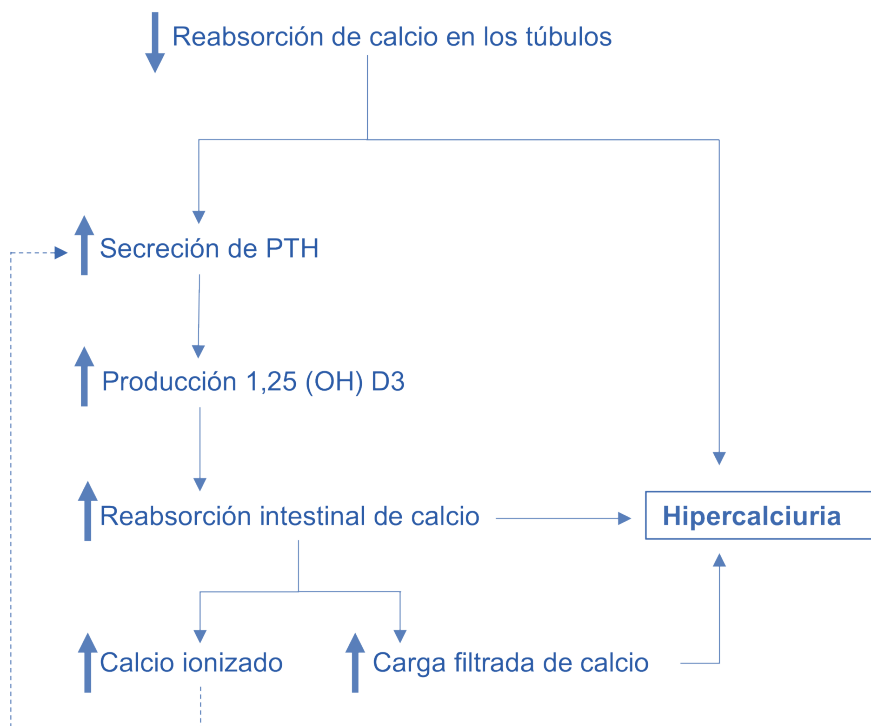 Reabsorción de calcio en los túbulos
Secreción de PTH
Producción 1,25 (OH) D3
Reabsorción intestinal de calcio
Hipercalciuria
Calcio ionizado
Carga filtrada de calcio